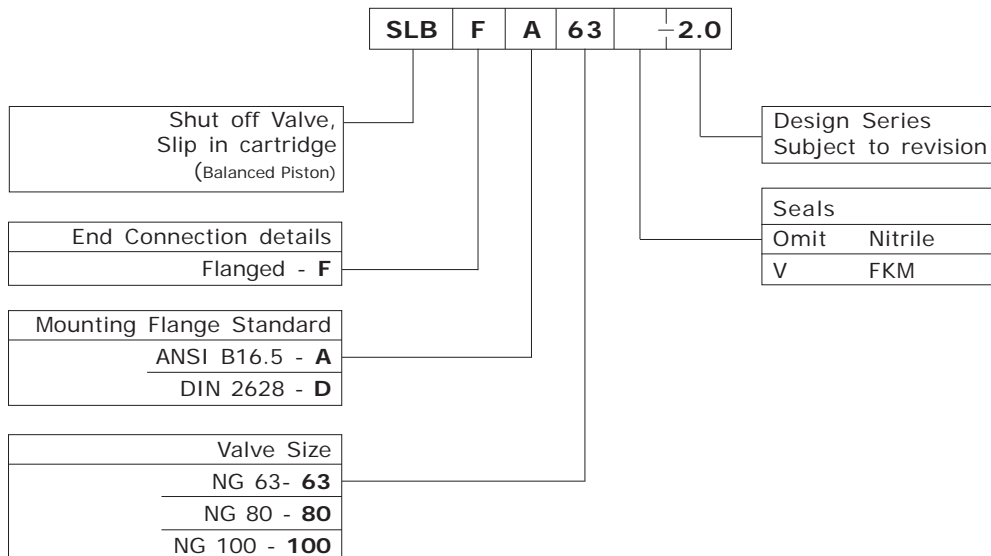 SLB F A 63 -2.0
Shut off Valve,
Slip in cartridge
(Balanced Piston)
End Connection details
Flanged - F
Mounting Flange Standard
ANSI B16.5 - A
DIN 2628 - D
Valve Size
NG 63- 63
NG 80 - 80
NG 100 - 100
Design Series
Subject to revision
Seals
Omit Nitrile
V FKM